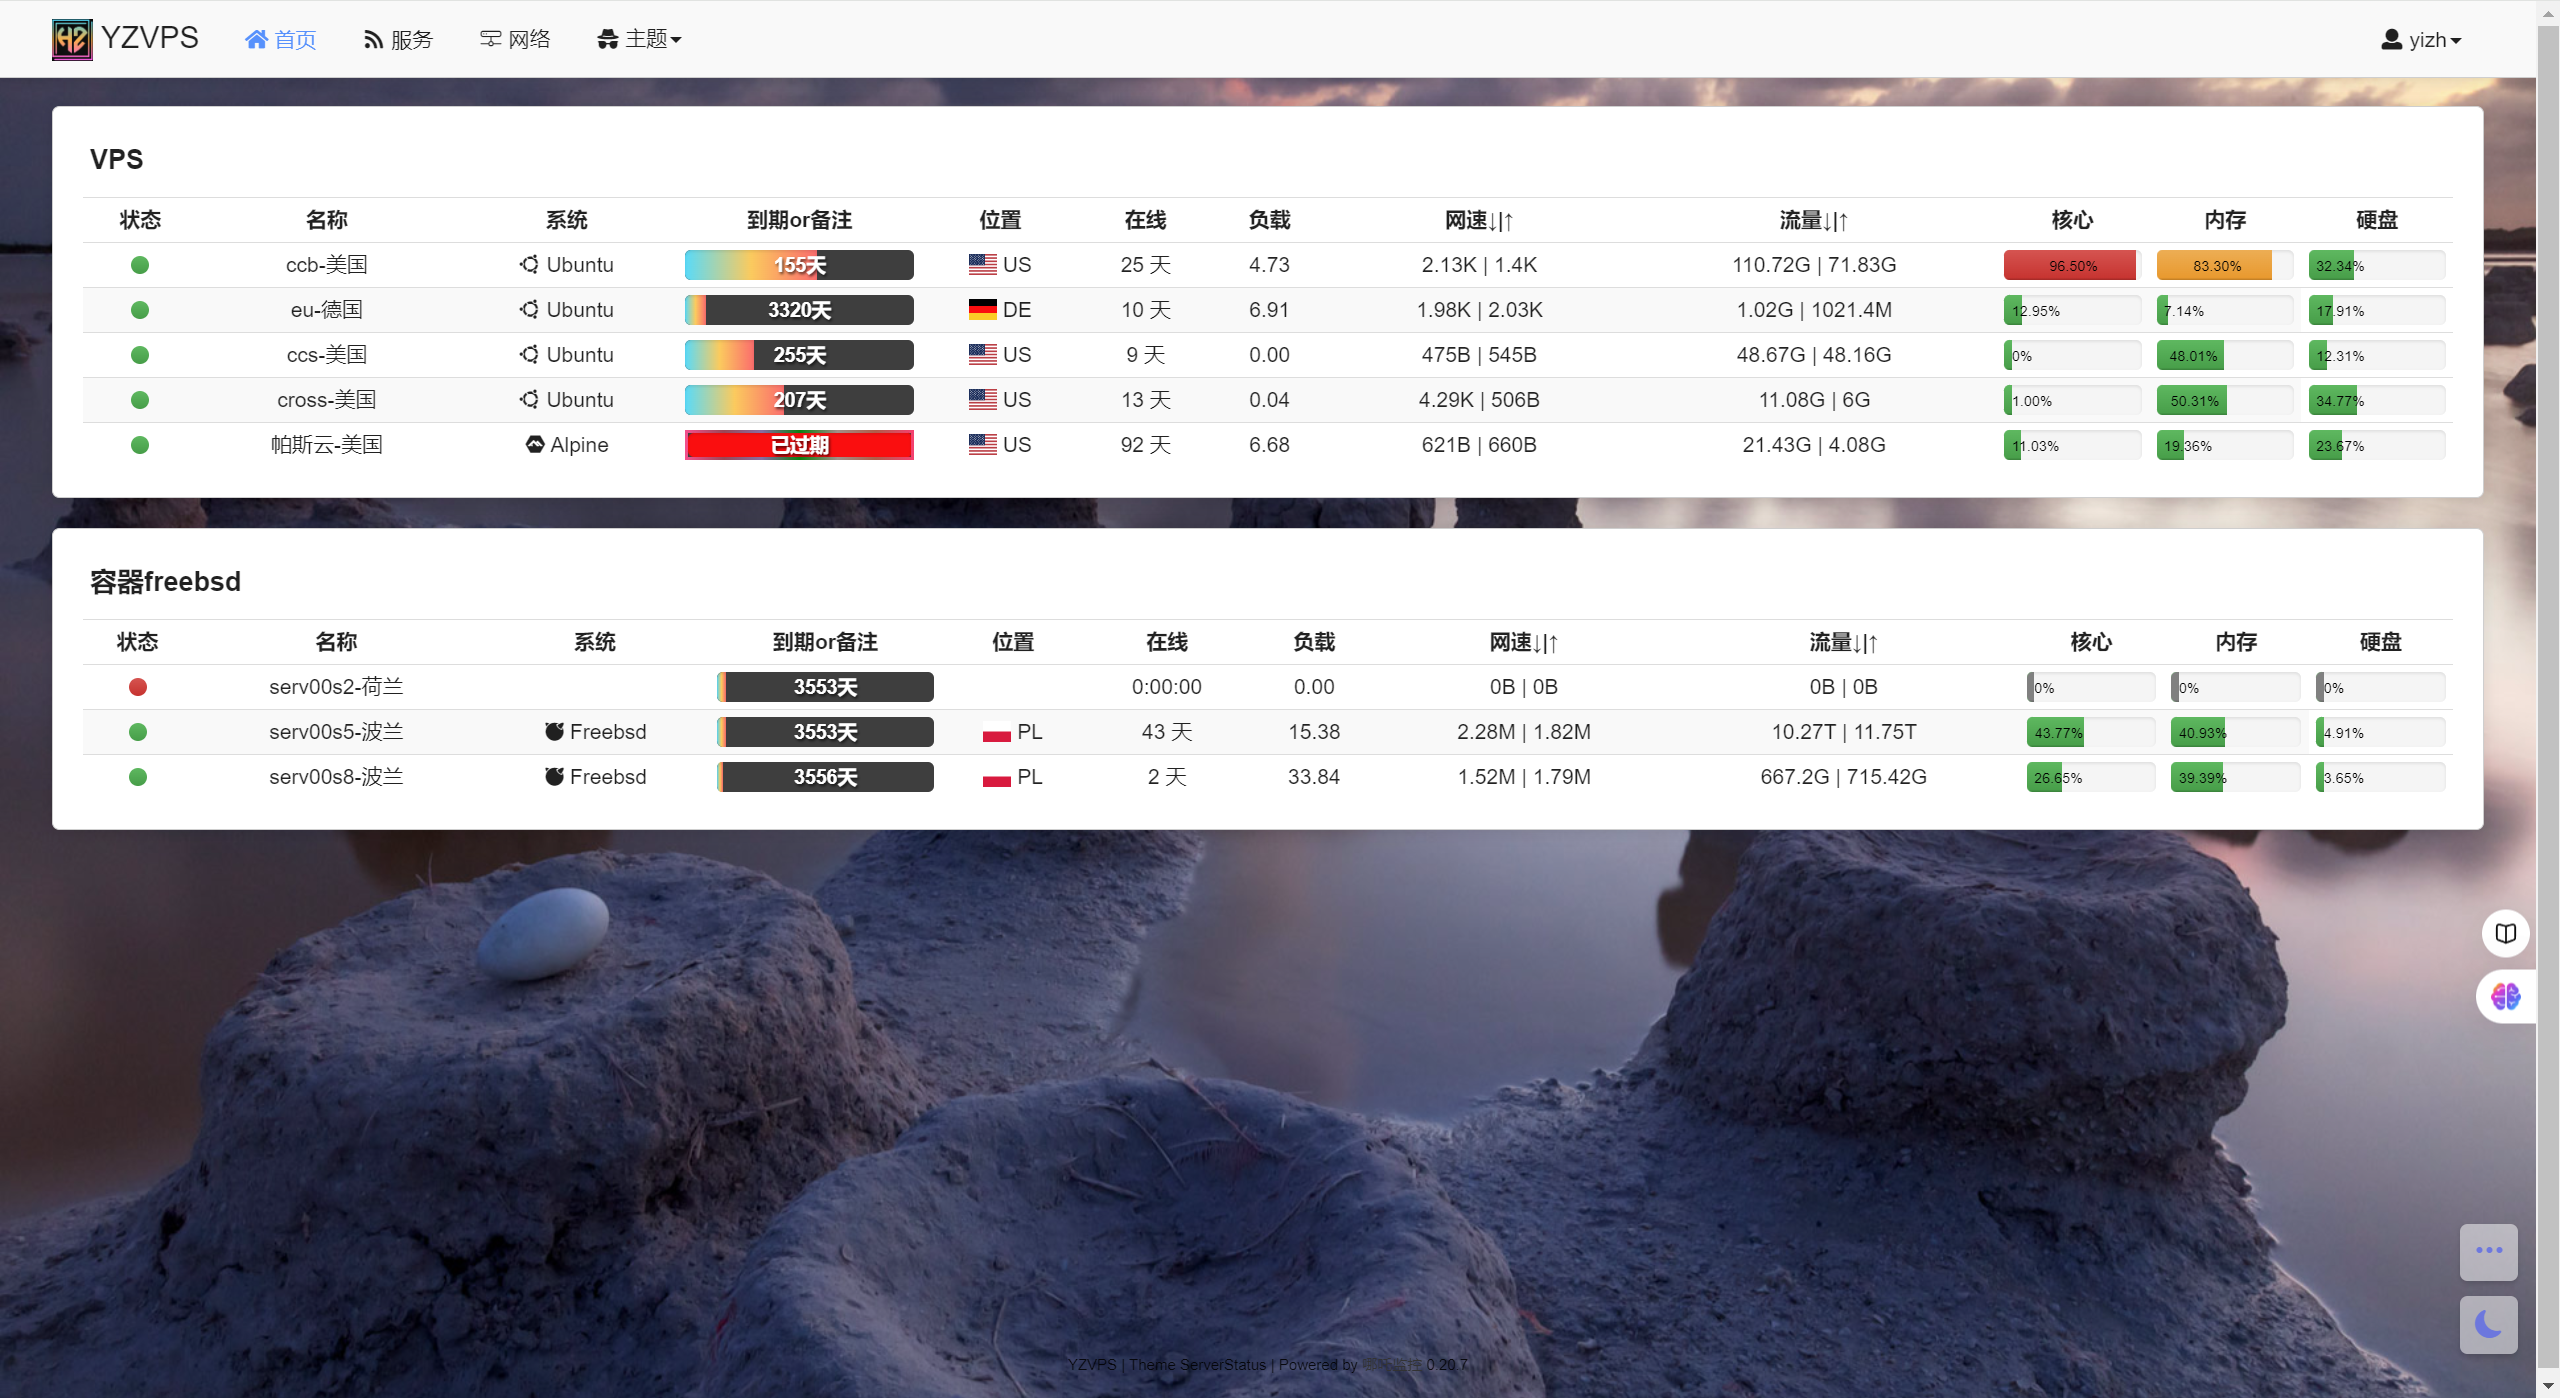 YZVPS 首页 服务 网络 主题 yizh
VPS
状态 名称 系统 到期or备注 位置 在线 负载 网速↓|↑ 流量↓|↑ 核心 内存 硬盘
ccb-美国 Ubuntu 155天 US 25 天 4.73 2.13K | 1.4K 110.72G | 71.83G 96.50% 83.30% 32.34%
eu-德国 Ubuntu 3320天 DE 10 天 6.91 1.98K | 2.03K 1.02G | 1021.4M 12.95% 7.14% 17.91%
ccs-美国 Ubuntu 255天 US 9 天 0.00 475B | 545B 48.67G | 48.16G 0% 48.01% 12.31%
cross-美国 Ubuntu 207天 US 13 天 0.04 4.29K | 506B 11.08G | 6G 1.00% 50.31% 34.77%
帕斯云-美国 Alpine 已过期 US 92 天 6.68 621B | 660B 21.43G | 4.08G 11.03% 19.36% 23.67%
容器freebsd
状态 名称 系统 到期or备注 位置 在线 负载 网速↓|↑ 流量↓|↑ 核心 内存 硬盘
serv00s2-荷兰 3553天 0:00:00 0.00 0B | 0B 0B | 0B 0% 0% 0%
serv00s5-波兰 Freebsd 3553天 PL 43 天 15.38 2.28M | 1.82M 10.27T | 11.75T 43.77% 40.93% 4.91%
serv00s8-波兰 Freebsd 3556天 PL 2 天 33.84 1.52M | 1.79M 667.2G | 715.42G 26.65% 39.39% 3.65%
YZVPS | Theme ServerStatus | Powered by 哪吒监控 0.20.7